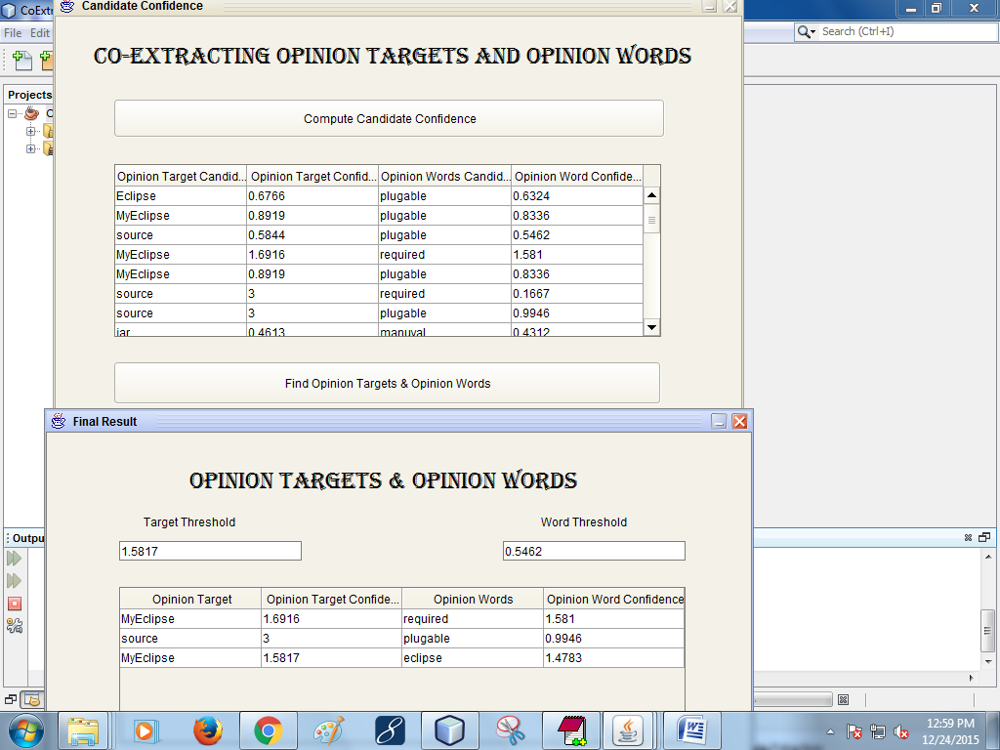 CoExtr
Candidate Confidence
File Edit
Search (Ctrl+I)
CO-EXTRACTING OPINION TARGETS AND OPINION WORDS
Projects
Compute Candidate Confidence
Opinion Target Candid... Opinion Target Confid... Opinion Words Candid... Opinion Word Confide...
Eclipse 0.6766 plugable 0.6324
MyEclipse 0.8919 plugable 0.8336
source 0.5844 plugable 0.5462
MyEclipse 1.6916 required 1.581
MyEclipse 0.8919 plugable 0.8336
source 3 required 0.1667
source 3 plugable 0.9946
jar 0.4613 manuval 0.4312
Find Opinion Targets & Opinion Words
Final Result
OPINION TARGETS & OPINION WORDS
Target Threshold Word Threshold
1.5817 0.5462
Outpu
Opinion Target Opinion Target Confide... Opinion Words Opinion Word Confidence
MyEclipse 1.6916 required 1.581
source 3 plugable 0.9946
MyEclipse 1.5817 eclipse 1.4783
12:59 PM
12/24/2015